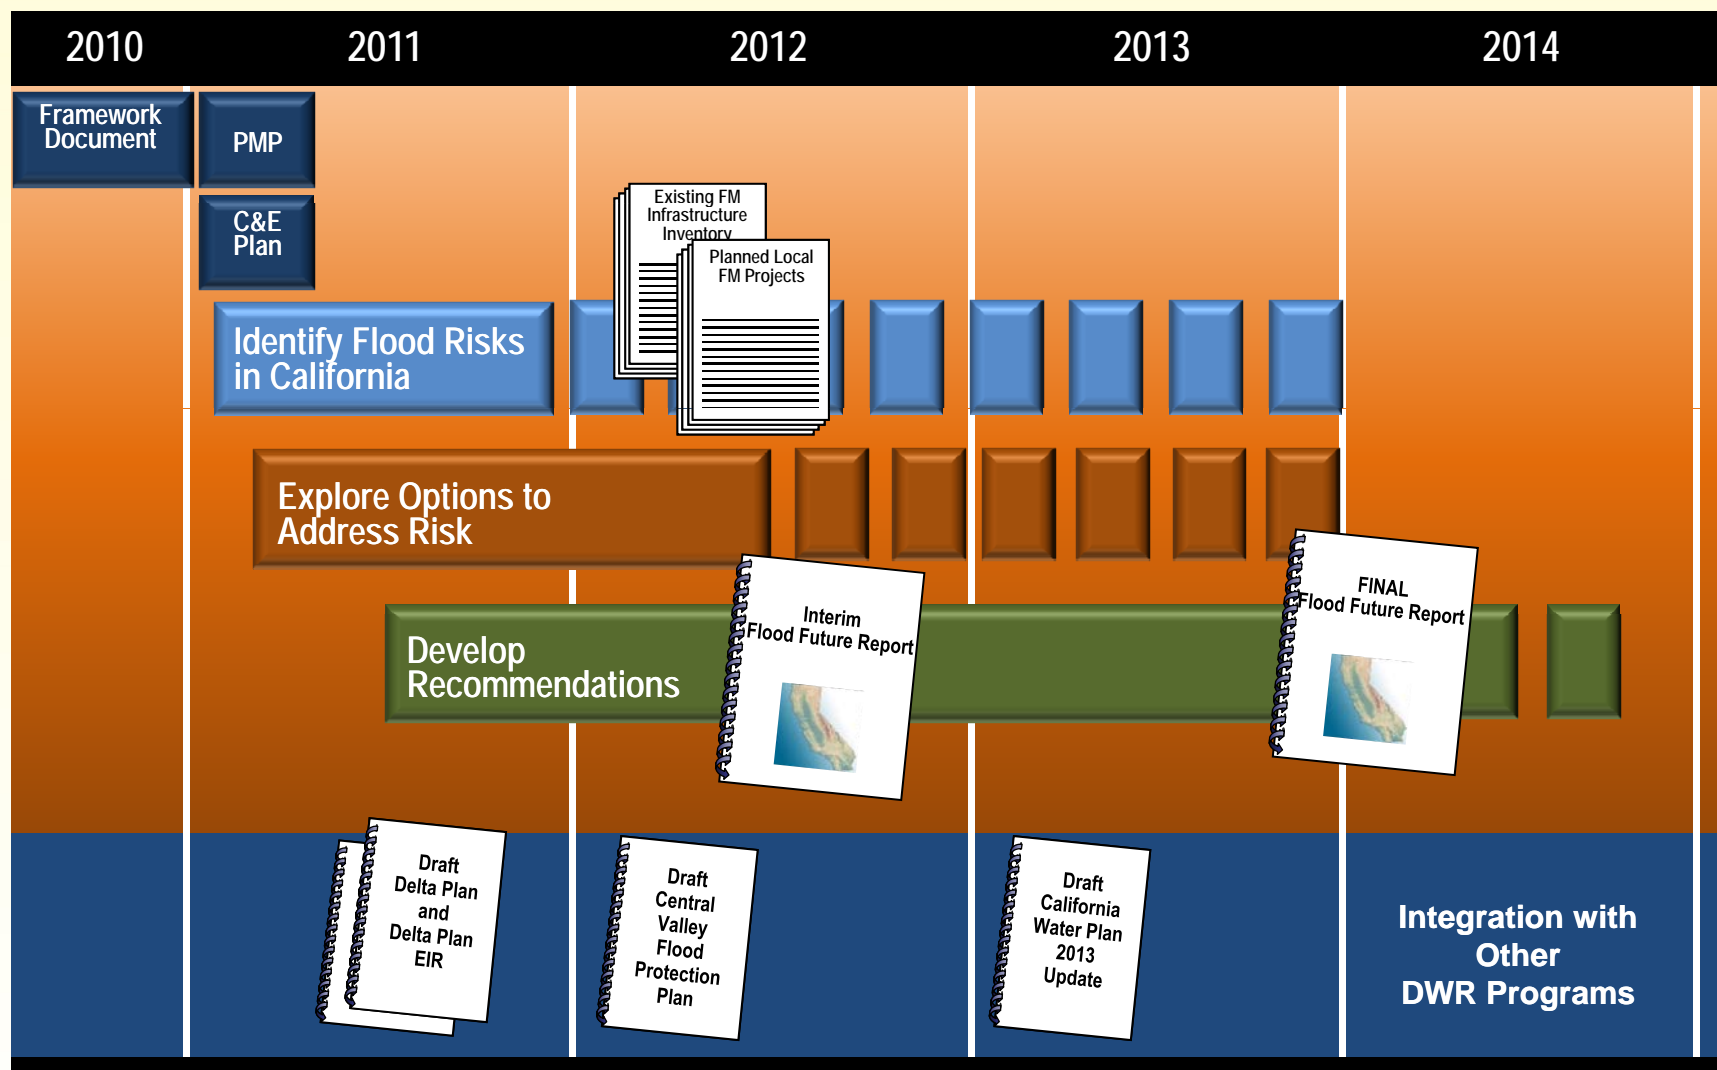 2010
2011
2012
2013
2014
Framework
Document
PMP
C&E
Plan
Existing FM
Infrastructure
Inventory
Planned Local
FM Projects
Identify Flood Risks
in California
Explore Options to
Address Risk
Develop
Recommendations
Interim
Flood Future Report
FINAL
Flood Future Report
Draft
Delta Plan
and
Delta Plan
EIR
Draft
Central
Valley
Flood
Protection
Plan
Draft
California
Water Plan
2013
Update
Integration with
Other
DWR Programs